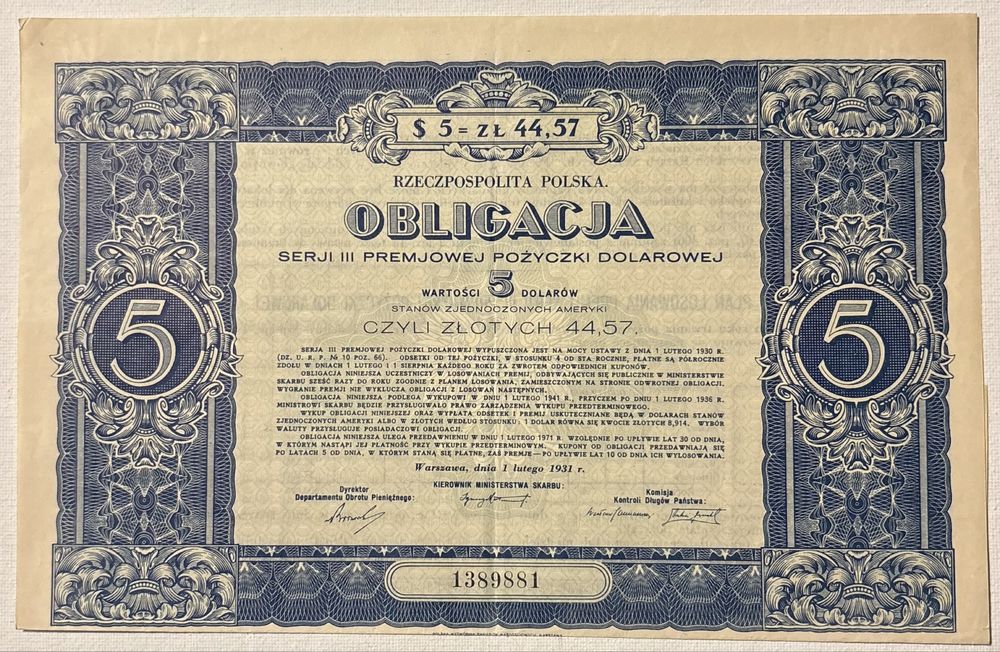 $ 5 = ZŁ 44,57
RZECZPOSPOLITA POLSKA.
OBLIGACJA
SERJI III PREMJOWEJ POŻYCZKI DOLAROWEJ
WARTOŚCI 5 DOLARÓW
STANÓW ZJEDNOCZONYCH AMERYKI
CZYLI ZŁOTYCH 44,57,
5
5
SERJA III PREMJOWEJ POŻYCZKI DOLAROWEJ WYPUSZCZONA JEST NA MOCY USTAWY Z DNIA 1 LUTEGO 1930 R.
(DZ. U. R. P. № 10 POZ. 66). ODSETKI OD TEJ POŻYCZKI, W STOSUNKU 4 OD STA ROCZNIE, PŁATNE SĄ PÓŁROCZNIE
ZDOŁU W DNIACH 1 LUTEGO I 1 SIERPNIA KAŻDEGO ROKU ZA ZWROTEM ODPOWIEDNICH KUPONÓW.
OBLIGACJA NINIEJSZA UCZESTNICZY W LOSOWANIACH PREMJI, ODBYWAJĄCYCH SIĘ PUBLICZNIE W MINISTERSTWIE
SKARBU SZEŚĆ RAZY DO ROKU ZGODNIE Z PLANEM LOSOWANIA, ZAMIESZCZONYM NA STRONIE ODWROTNEJ OBLIGACJI.
WYGRANIE PREMJI NIE WYKLUCZA OBLIGACJI Z LOSOWAŃ NASTĘPNYCH.
OBLIGACJA NINIEJSZA PODLEGA WYKUPOWI W DNIU 1 LUTEGO 1941 R., PRZYCZEM PO DNIU 1 LUTEGO 1936 R.
MINISTROWI SKARBU BĘDZIE PRZYSŁUGIWAŁO PRAWO ZARZĄDZENIA WYKUPU PRZEDTERMINOWEGO.
WYKUP OBLIGACJI NINIEJSZEJ ORAZ WYPŁATA ODSETEK I PREMJI USKUTECZNIANE BĘDĄ W DOLARACH STANÓW
ZJEDNOCZONYCH AMERYKI ALBO W ZŁOTYCH WEDŁUG STOSUNKU: 1 DOLAR RÓWNA SIĘ KWOCIE ZŁOTYCH 8,914. WYBÓR
WALUTY PRZYSŁUGUJE POSIADACZOWI OBLIGACJI.
OBLIGACJA NINIEJSZA ULEGA PRZEDAWNIENIU W DNIU 1 LUTEGO 1971 R. WZGLĘDNIE PO UPŁYWIE LAT 30 OD DNIA,
W KTÓRYM NASTĄPI JEJ PŁATNOŚĆ PRZY WYKUPIE PRZEDTERMINOWYM. KUPONY OD OBLIGACJI PRZEDAWNIAJĄ SIĘ
PO LATACH 5 OD DNIA, W KTÓRYM STANĄ SIĘ PŁATNE, ZAŚ PREMJE — PO UPŁYWIE LAT 10 OD DNIA ICH WYLOSOWANIA.
Warszawa, dnia 1 lutego 1931 r.
Dyrektor
Departamentu Obrotu Pieniężnego:
KIEROWNIK MINISTERSTWA SKARBU:
Komisja
Kontroli Długów Państwa:
1389881